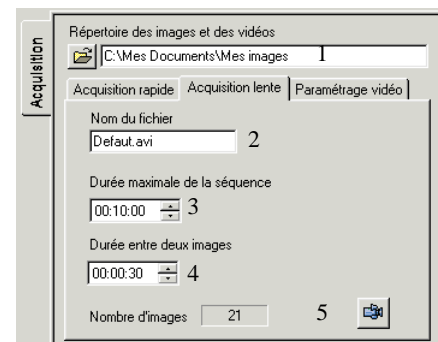 Acquisition
Répertoire des images et des vidéos
C:\Mes Documents\Mes images 1
Acquisition rapide Acquisition lente Paramétrage vidéo
Nom du fichier
Defaut.avi 2
Durée maximale de la séquence
00:10:00 3
Durée entre deux images
00:00:30 4
Nombre d'images 21 5